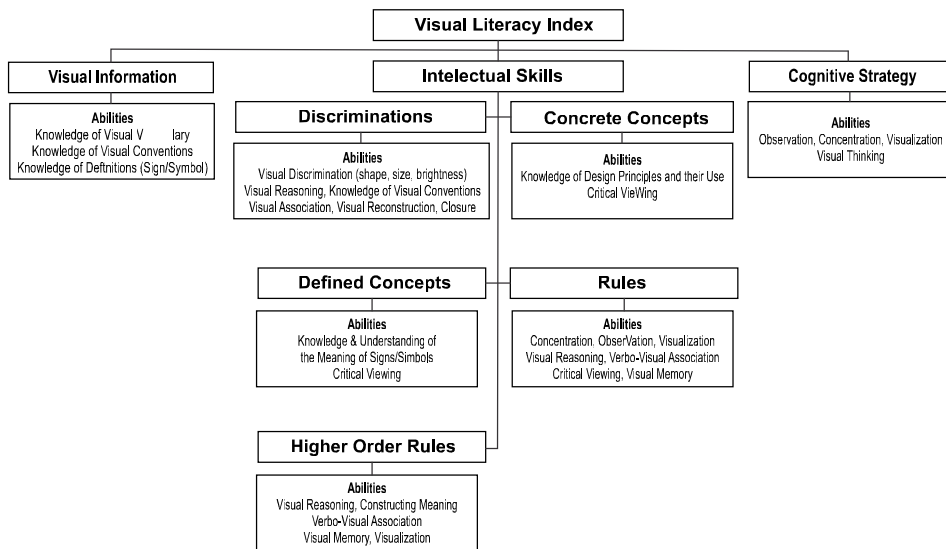 Visual Literacy Index
Visual Information
Abilities
Knowledge of Visual V lary
Knowledge of Visual Conventions
Knowledge of Deftnitions (Sign/Symbol)
Intelectual Skills
Discriminations
Abilities
Visual Discrimination (shape, size, brightness)
Visual Reasoning, Knowledge of Visual Conventions
Visual Association, Visual Reconstruction, Closure
Concrete Concepts
Abilities
Knowledge of Design Principles and their Use
Critical VieWing
Defined Concepts
Abilities
Knowledge & Understanding of
the Meaning of Signs/Simbols
Critical Viewing
Rules
Abilities
Concentration. ObserVation, Visualization
Visual Reasoning, Verbo-Visual Association
Critical Viewing, Visual Memory
Higher Order Rules
Abilities
Visual Reasoning, Constructing Meaning
Verbo-Visual Association
Visual Memory, Visualization
Cognitive Strategy
Abilities
Observation, Concentration, Visualization
Visual Thinking